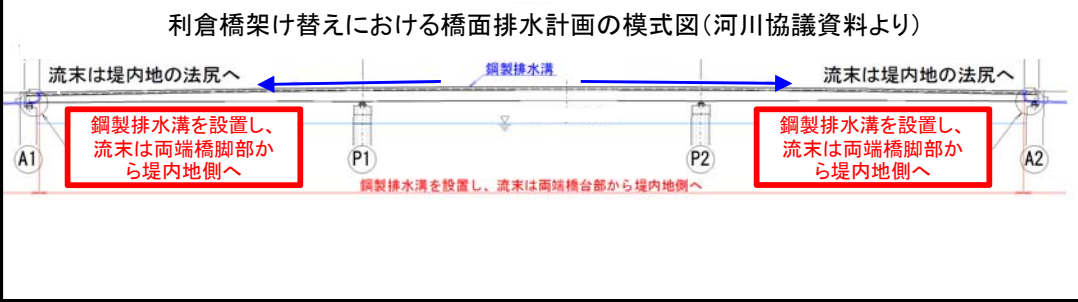 利倉橋架け替えにおける橋面排水計画の模式図(河川協議資料より)
流末は堤内地の法尻へ
鋼製排水溝
流末は堤内地の法尻へ
鋼製排水溝を設置し、
流末は両端橋脚部か
ら堤内地側へ
鋼製排水溝を設置し、
流末は両端橋脚部か
ら堤内地側へ
A1
P1
P2
A2
鋼製排水溝を設置し、流末は両端橋台部から堤内地側へ